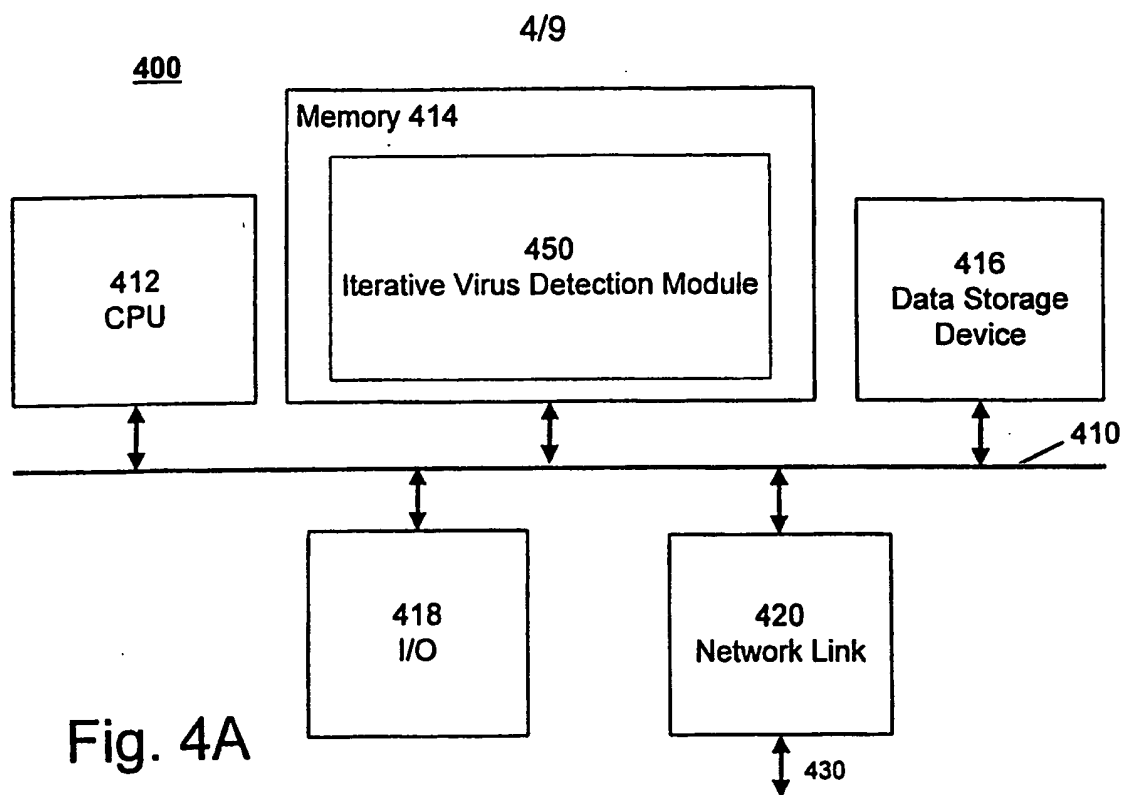 4/9
400
Memory 414
450
Iterative Virus Detection Module
412
CPU
416
Data Storage
Device
410
418
I/O
420
Network Link
430
Fig. 4A